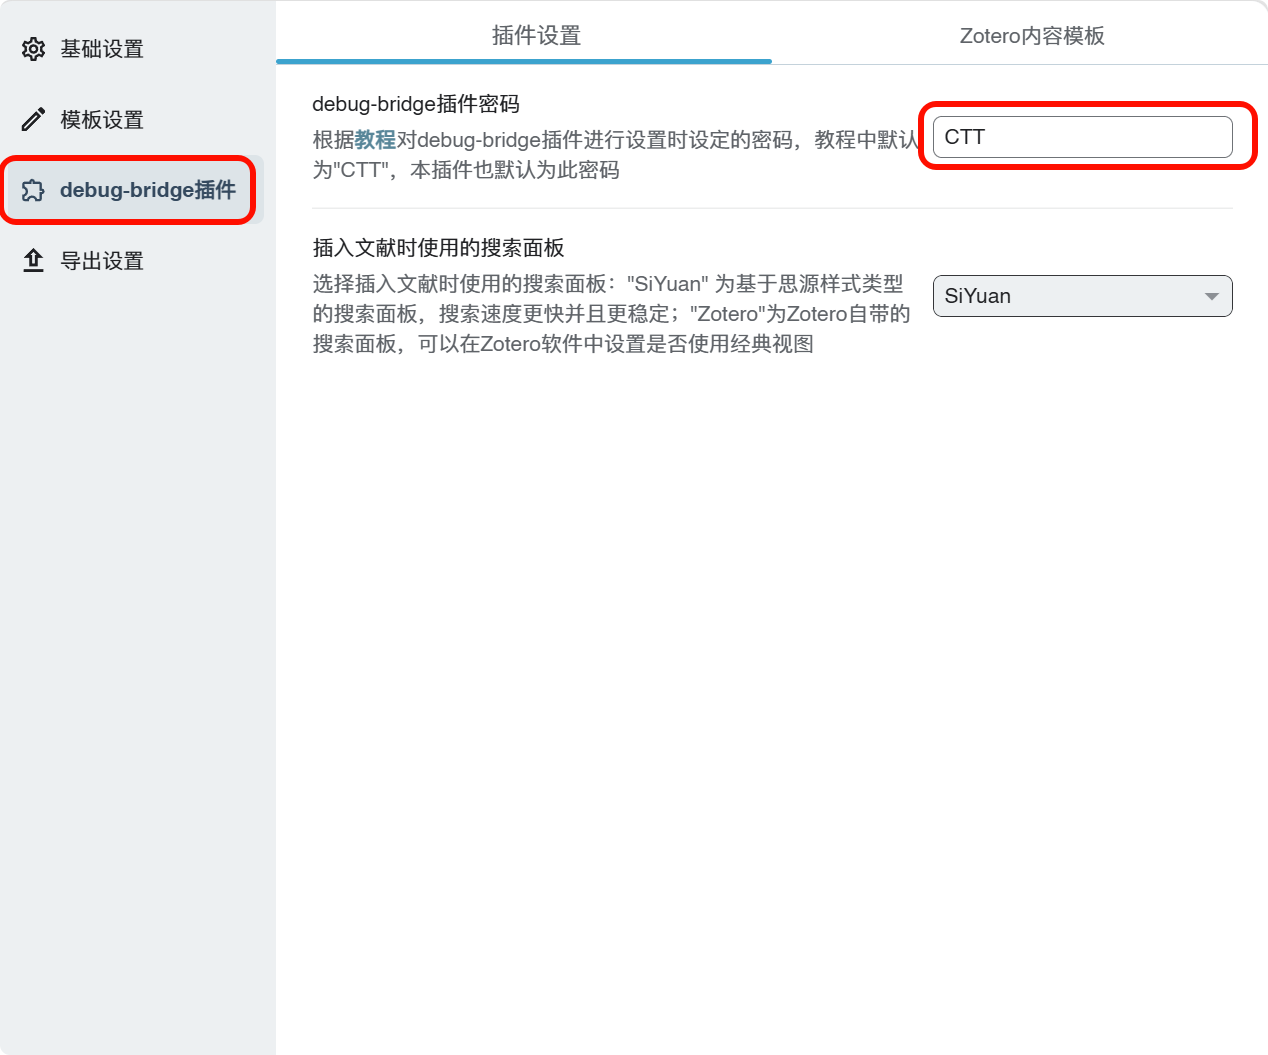 基础设置
模板设置
debug-bridge插件
导出设置
插件设置
Zotero内容模板
debug-bridge插件密码
根据教程对debug-bridge插件进行设置时设定的密码，教程中默认
为"CTT"，本插件也默认为此密码
CTT
插入文献时使用的搜索面板
选择插入文献时使用的搜索面板："SiYuan" 为基于思源样式类型
的搜索面板，搜索速度更快并且更稳定；"Zotero"为Zotero自带的
搜索面板，可以在Zotero软件中设置是否使用经典视图
SiYuan